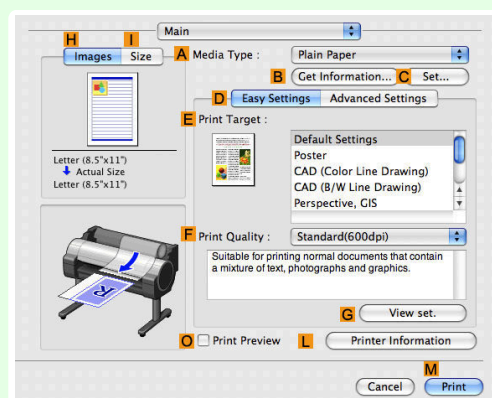 Main
H I
Images Size
A Media Type : Plain Paper
B Get Information... C Set...
D Easy Settings Advanced Settings
E Print Target :
Default Settings
Poster
CAD (Color Line Drawing)
CAD (B/W Line Drawing)
Perspective, GIS
Letter (8.5"x11")
Actual Size
Letter (8.5"x11")
F Print Quality : Standard(600dpi)
Suitable for printing normal documents that contain
a mixture of text, photographs and graphics.
R
G View set.
O Print Preview L Printer Information
M
Cancel Print